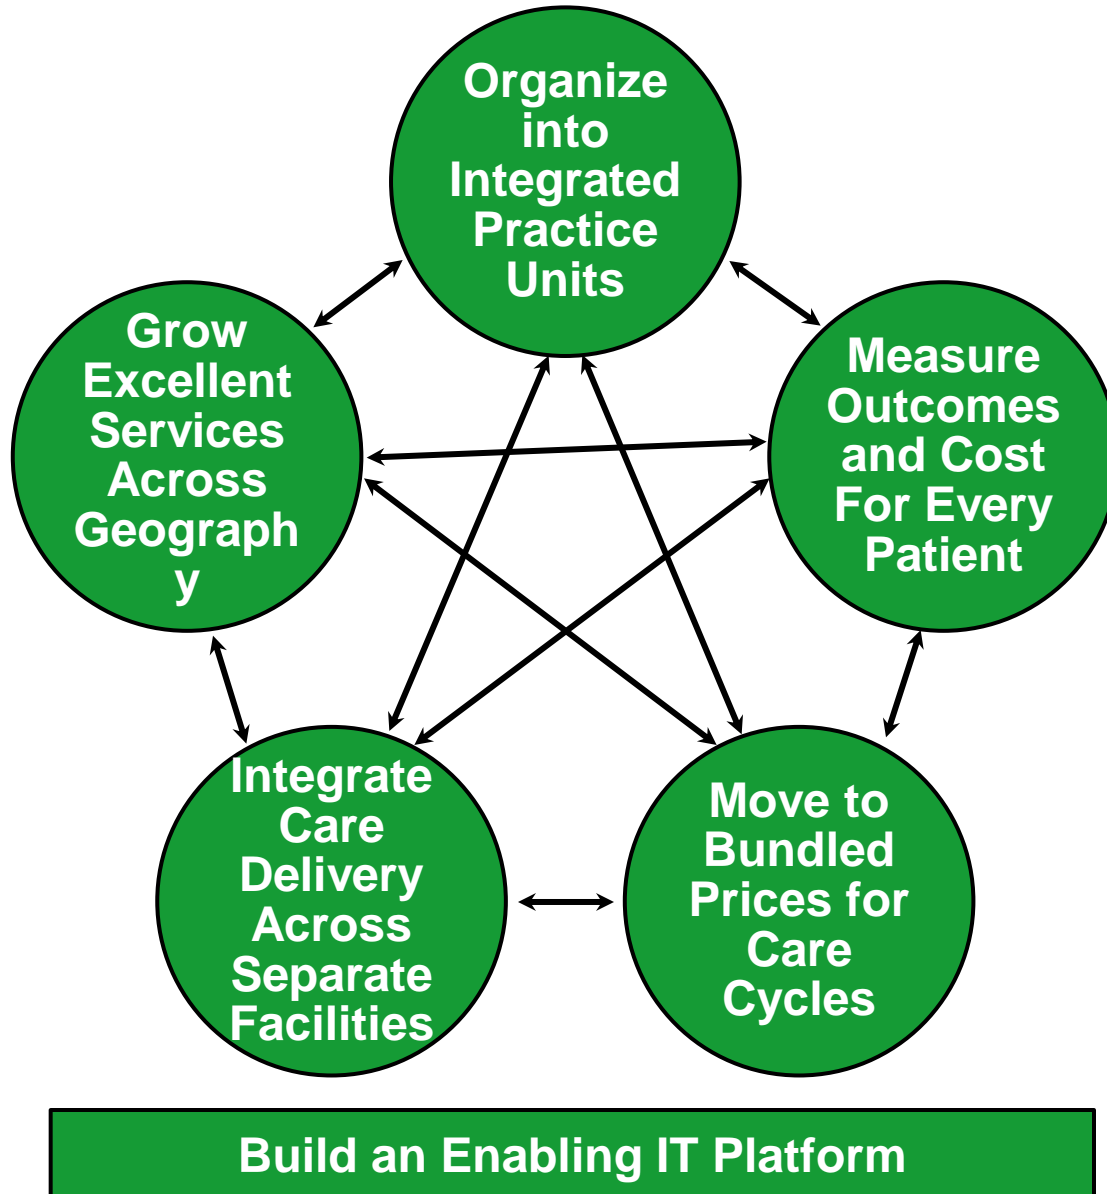 Organize
into
Integrated
Practice
Units
Grow
Excellent
Services
Across
Geograph
y
Measure
Outcomes
and Cost
For Every
Patient
Integrate
Care
Delivery
Across
Separate
Facilities
Move to
Bundled
Prices for
Care
Cycles
Build an Enabling IT Platform